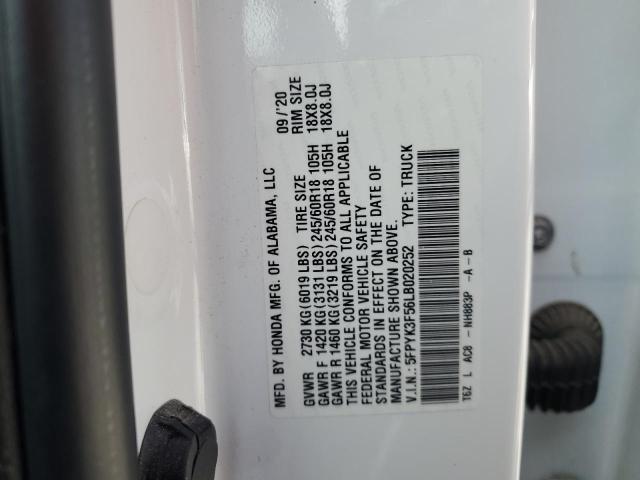 MFD. BY HONDA MFG. OF ALABAMA, LLC 09/'20
GVWR 2730 KG(6019 LBS) TIRE SIZE RIM SIZE
GAWR F 1420 KG(3131 LBS) 245/60R18 105H 18X8.0J
GAWR R 1460 KG(3219 LBS) 245/60R18 105H 18X8.0J
THIS VEHICLE CONFORMS TO ALL APPLICABLE
FEDERAL MOTOR VEHICLE SAFETY
STANDARDS IN EFFECT ON THE DATE OF
MANUFACTURE SHOWN ABOVE.
V.I.N.: 5FPYK3F56LB020252 TYPE: TRUCK
T6Z L AC8 - NH883P -A-B